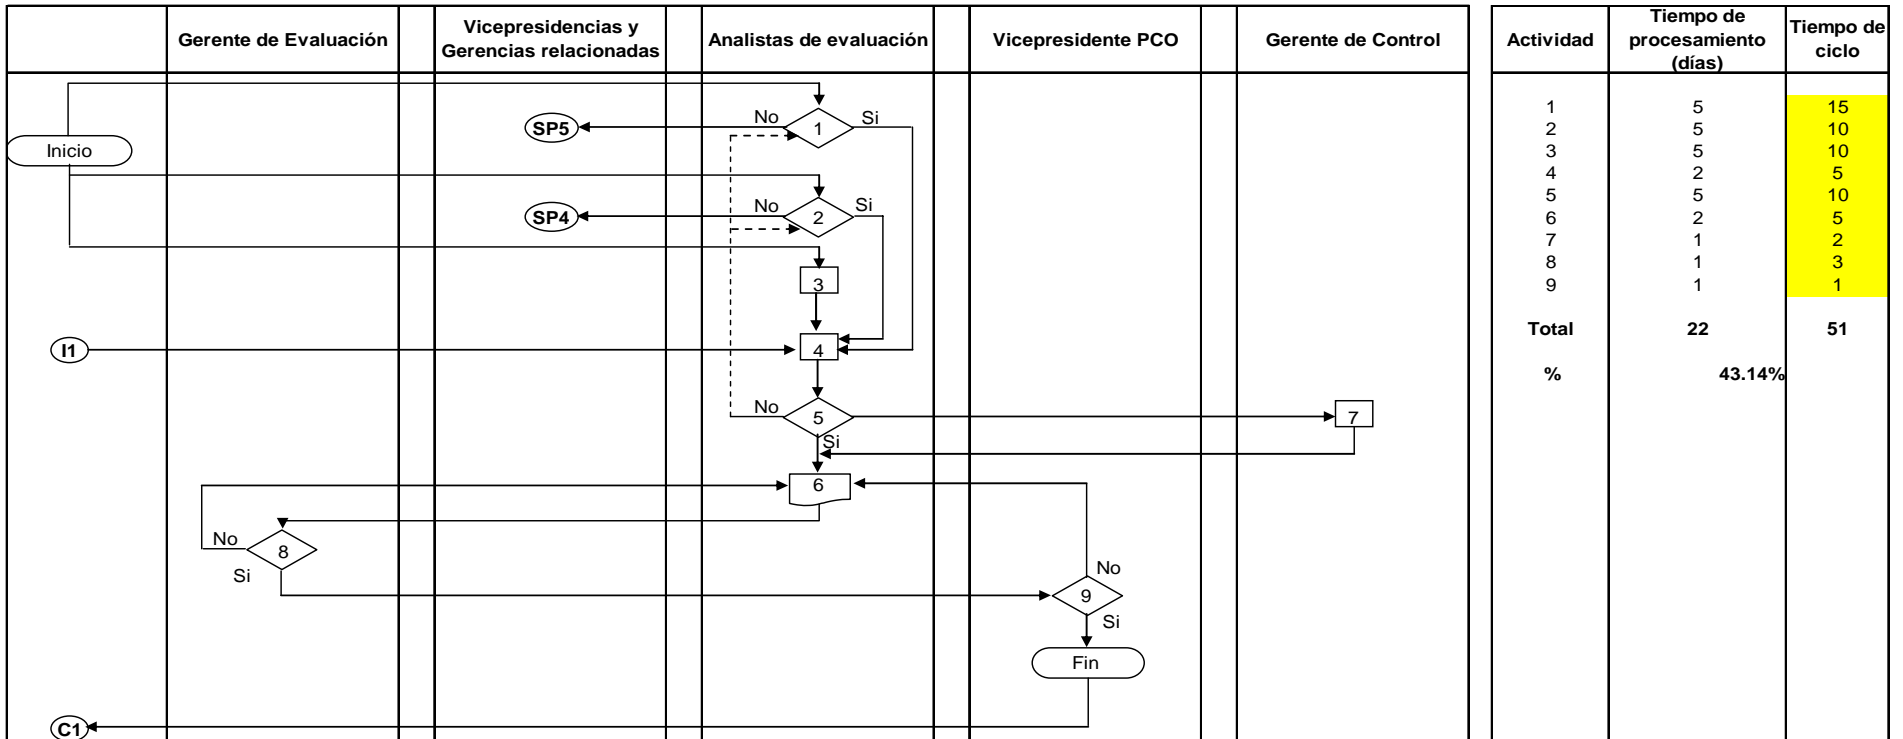 Gerente de Evaluación
Vicepresidencias y
Gerencias relacionadas
Analistas de evaluación
Vicepresidente PCO
Gerente de Control
Actividad
Tiempo de
procesamiento
(días)
Tiempo de
ciclo
Inicio
SP5
No
1
Si
SP4
No
2
Si
3
I1
4
No
5
Si
7
6
No
8
Si
No
9
Si
Fin
C1
1 5 15
2 5 10
3 5 10
4 2 5
5 5 10
6 2 5
7 1 2
8 1 3
9 1 1
Total 22 51
% 43.14%